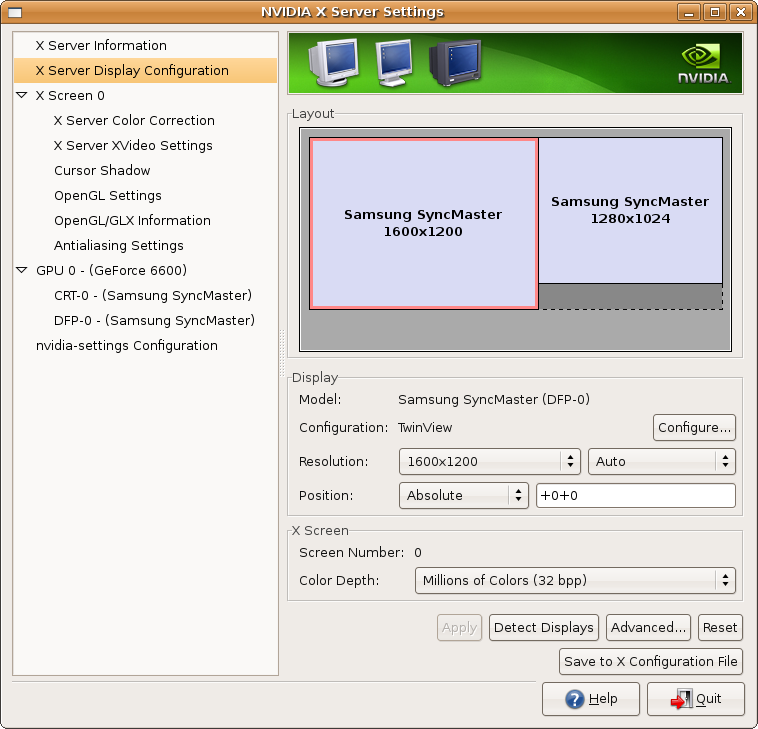 NVIDIA X Server Settings
X Server Information
X Server Display Configuration
X Screen 0
X Server Color Correction
X Server XVideo Settings
Cursor Shadow
OpenGL Settings
OpenGL/GLX Information
Antialiasing Settings
GPU 0 - (GeForce 6600)
CRT-0 - (Samsung SyncMaster)
DFP-0 - (Samsung SyncMaster)
nvidia-settings Configuration
NVIDIA
Layout
Samsung SyncMaster
1600x1200
Samsung SyncMaster
1280x1024
Display
Model: Samsung SyncMaster (DFP-0)
Configuration: TwinView Configure...
Resolution: 1600x1200 Auto
Position: Absolute +0+0
X Screen
Screen Number: 0
Color Depth: Millions of Colors (32 bpp)
Apply Detect Displays Advanced... Reset
Save to X Configuration File
Help Quit